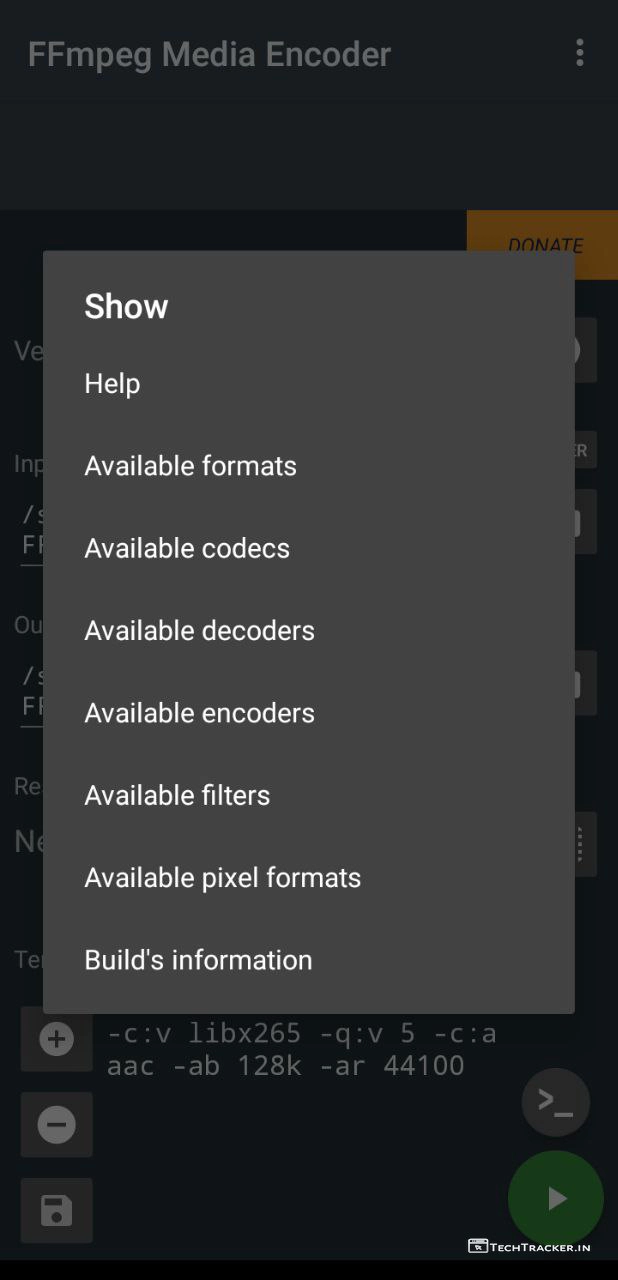 FFmpeg Media Encoder
DONATE
Show
Help
Available formats
Available codecs
Available decoders
Available encoders
Available filters
Available pixel formats
Build's information
-c:v libx265 -q:v 5 -c:a
aac -ab 128k -ar 44100
>_
TECHTRACKER.IN